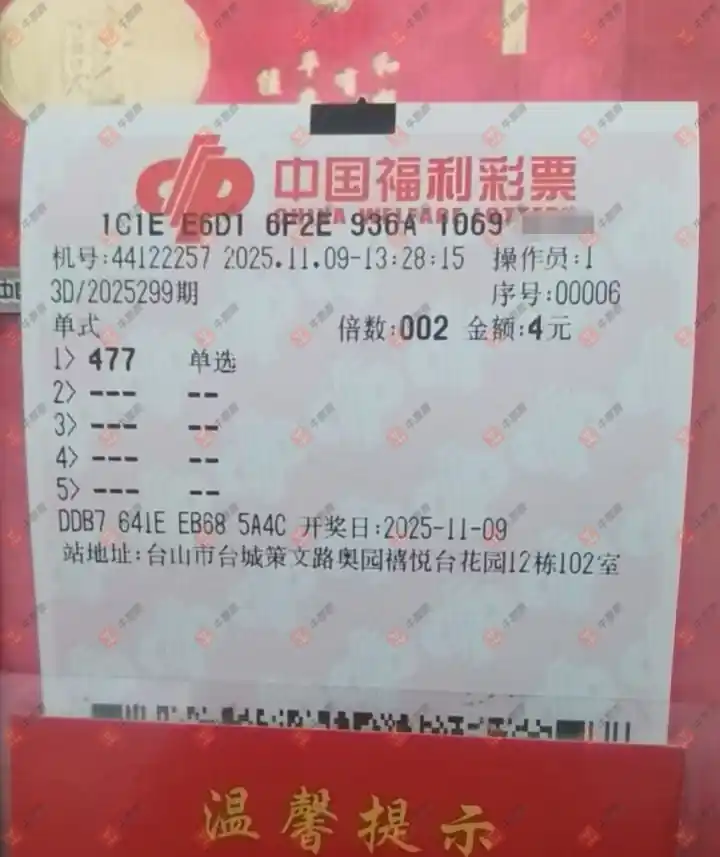 中国福利彩票
CHINA WELFARE LOTTERY
1C1E E6D1 6F2E 936A 1069
机号:44122257 2025.11.09-13:28:15 操作员:1
3D/2025299期 序号:00006
单式 倍数:002 金额:4元
1> 477 单选
2> --- --
3> --- --
4> --- --
5> --- --
DDB7 641E EB68 5A4C 开奖日:2025-11-09
站地址:台山市台城策文路奥园禧悦台花园12栋102室
温馨提示